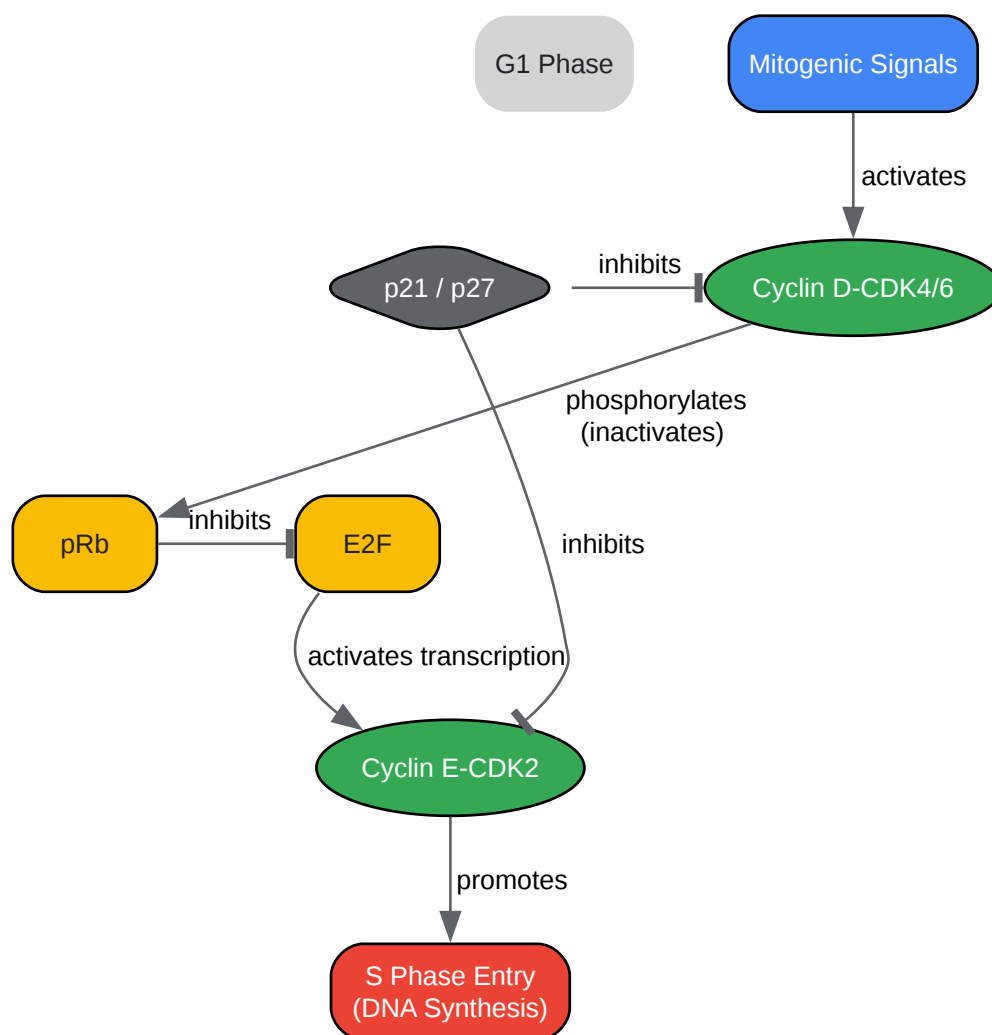 G1 Phase
Mitogenic Signals
activates
inhibits
p21 / p27
Cyclin D-CDK4/6
phosphorylates
(inactivates)
inhibits
pRb
E2F
inhibits
activates transcription
Cyclin E-CDK2
promotes
S Phase Entry
(DNA Synthesis)